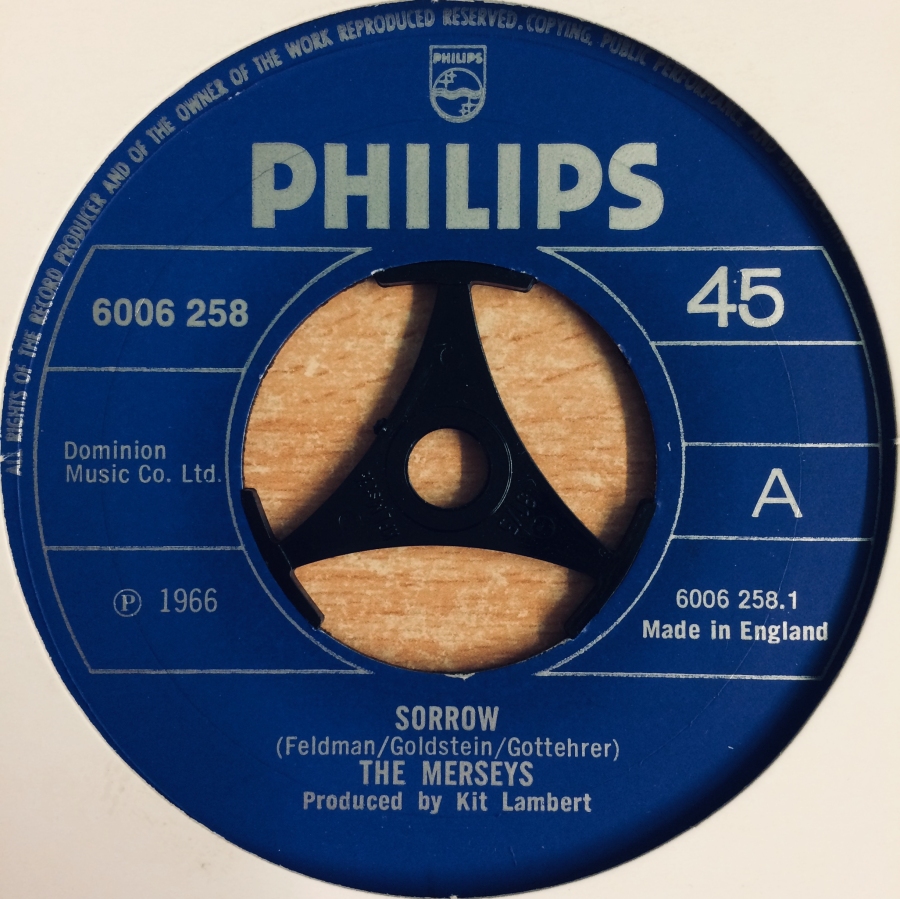 ALL RIGHTS OF THE RECORD PRODUCER AND OF THE OWNER OF THE WORK REPRODUCED RESERVED. COPYING, PUBLIC PERFORMANCE AND
PHILIPS
PHILIPS
6006 258
45
Dominion
Music Co. Ltd.
A
℗ 1966
6006 258.1
Made in England
SORROW
(Feldman/Goldstein/Gottehrer)
THE MERSEYS
Produced by Kit Lambert